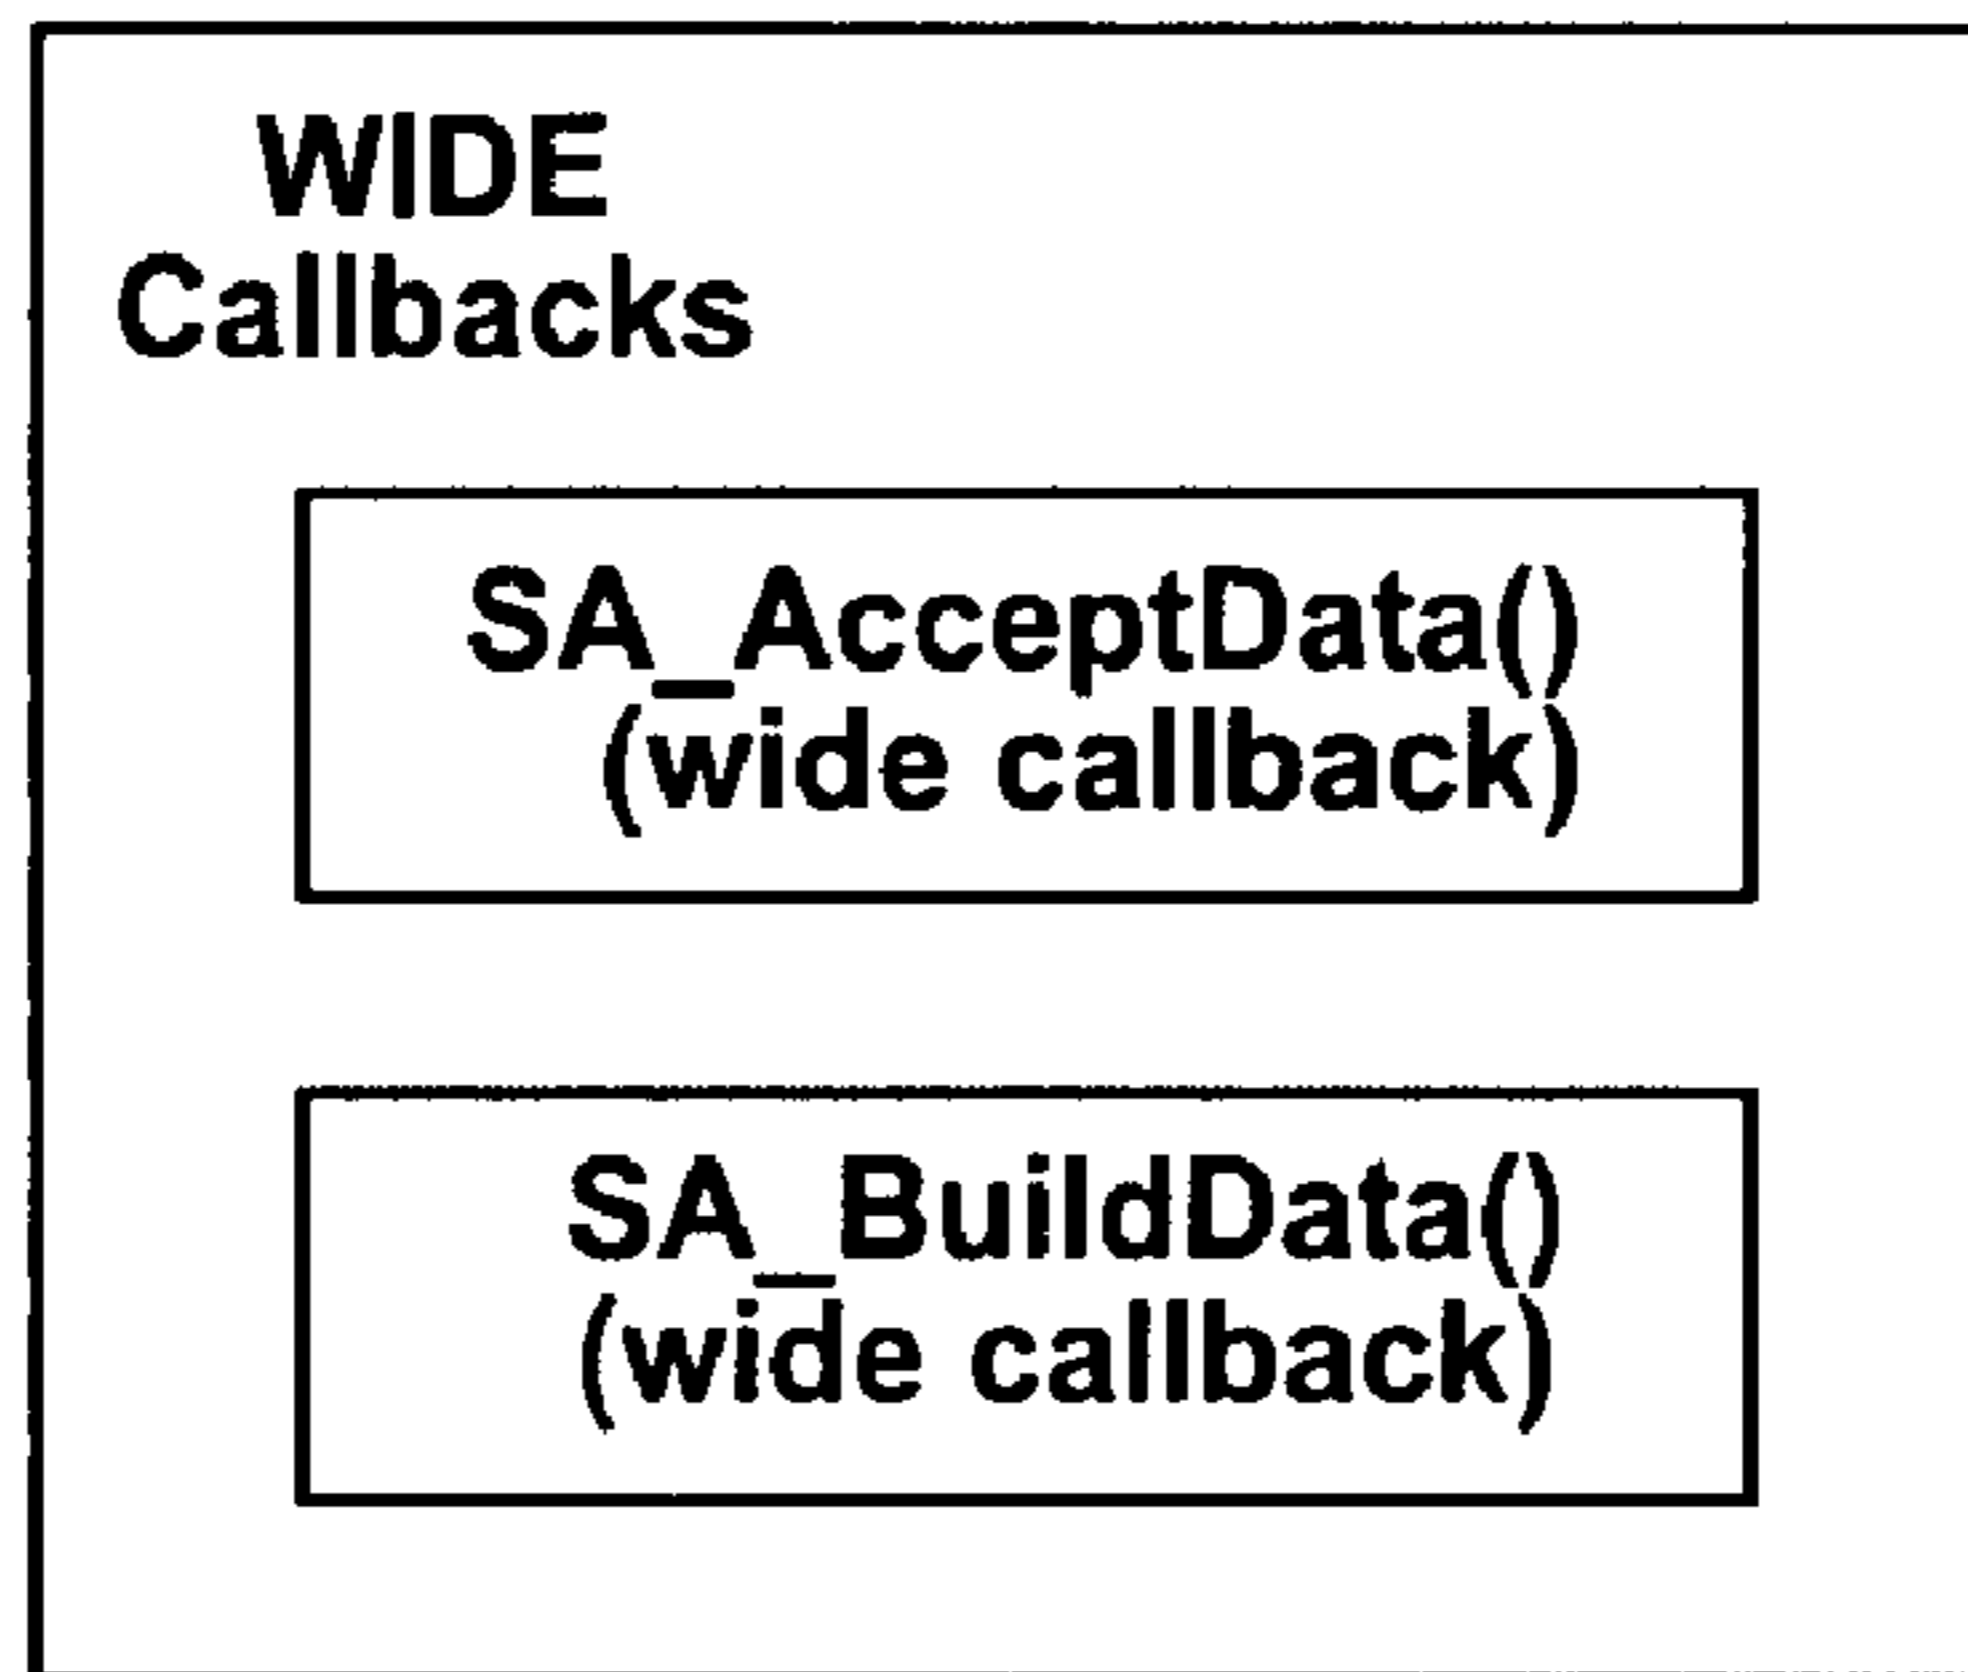 WIDE
Callbacks
SA_AcceptData()
(wide callback)
SA_BuildData()
(wide callback)